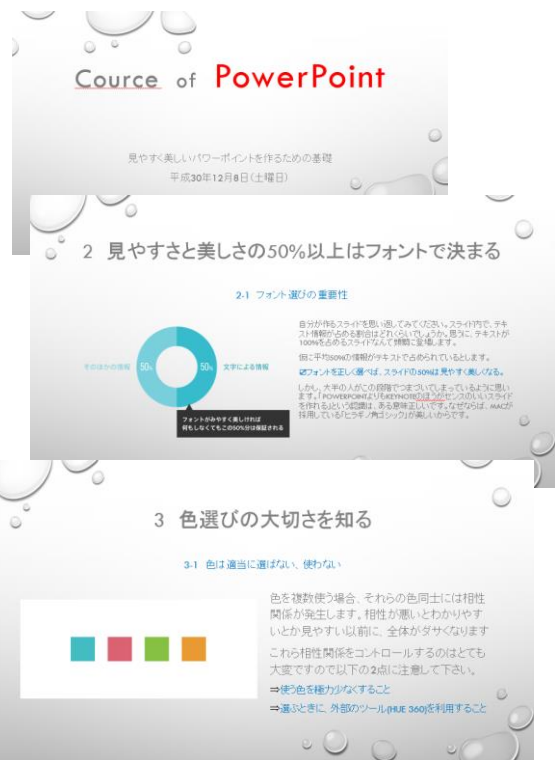 Cource of PowerPoint
見やすく美しいパワーポイントを作るための基礎
平成30年12月8日(土曜日)
2 見やすさと美しさの50%以上はフォントで決まる
2-1 フォント選びの重要性
そのほかの情報 50% 50% 文字による情報
フォントがみやすく美しければ
何もしなくてもこの50%分は保証される
自分が作るスライドを思い返してみてください。スライド内で、テキ
スト情報が占める割合はどれくらいでしょうか。思うに、テキストが
100%を占めるスライドなんて頻繁に登場します。
仮に平均50%の情報がテキストで占められているとします。
☑フォントを正しく選べば、スライドの50%は見やすく美しくなる。
しかし、大半の人がこの段階でつまづいてしまっているように思い
ます。「POWERPOINTよりもKEYNOTEのほうがセンスのいいスライド
を作れる」という認識は、ある意味正しいです。なぜならば、MACが
採用している「ヒラギノ角ゴシック」が美しいからです。
3 色選びの大切さを知る
3-1 色は適当に選ばない、使わない
色を複数使う場合、それらの色同士には相性
関係が発生します。相性が悪いとわかりやす
いとか見やすい以前に、全体がダサくなります
これら相性関係をコントロールするのはとても
大変ですので以下の2点に注意して下さい。
⇒使う色を極力少なくすること
⇒選ぶときに、外部のツール(HUE 360)を利用すること